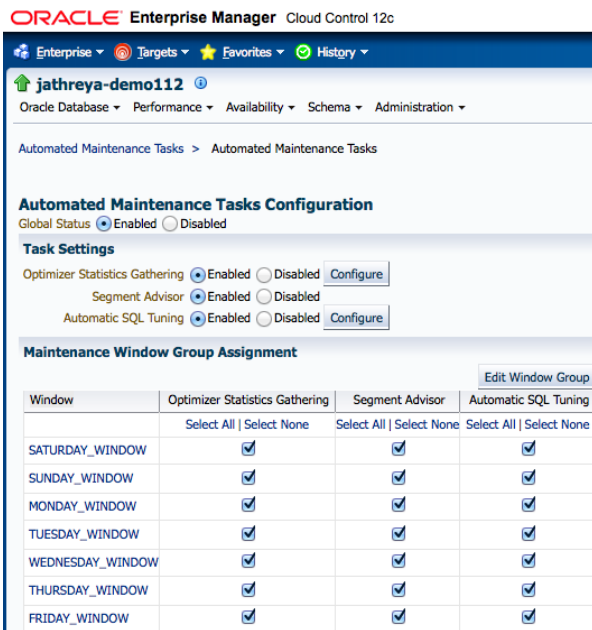 ORACLE Enterprise Manager Cloud Control 12c
Enterprise Targets Favorites History
jathreya-demo112
Oracle Database Performance Availability Schema Administration
Automated Maintenance Tasks > Automated Maintenance Tasks
Automated Maintenance Tasks Configuration
Global Status Enabled Disabled
Task Settings
Optimizer Statistics Gathering Enabled Disabled Configure
Segment Advisor Enabled Disabled
Automatic SQL Tuning Enabled Disabled Configure
Maintenance Window Group Assignment
Edit Window Group
Window Optimizer Statistics Gathering Segment Advisor Automatic SQL Tuning
Select All | Select None Select All | Select None Select All | Select None
SATURDAY_WINDOW
SUNDAY_WINDOW
MONDAY_WINDOW
TUESDAY_WINDOW
WEDNESDAY_WINDOW
THURSDAY_WINDOW
FRIDAY_WINDOW